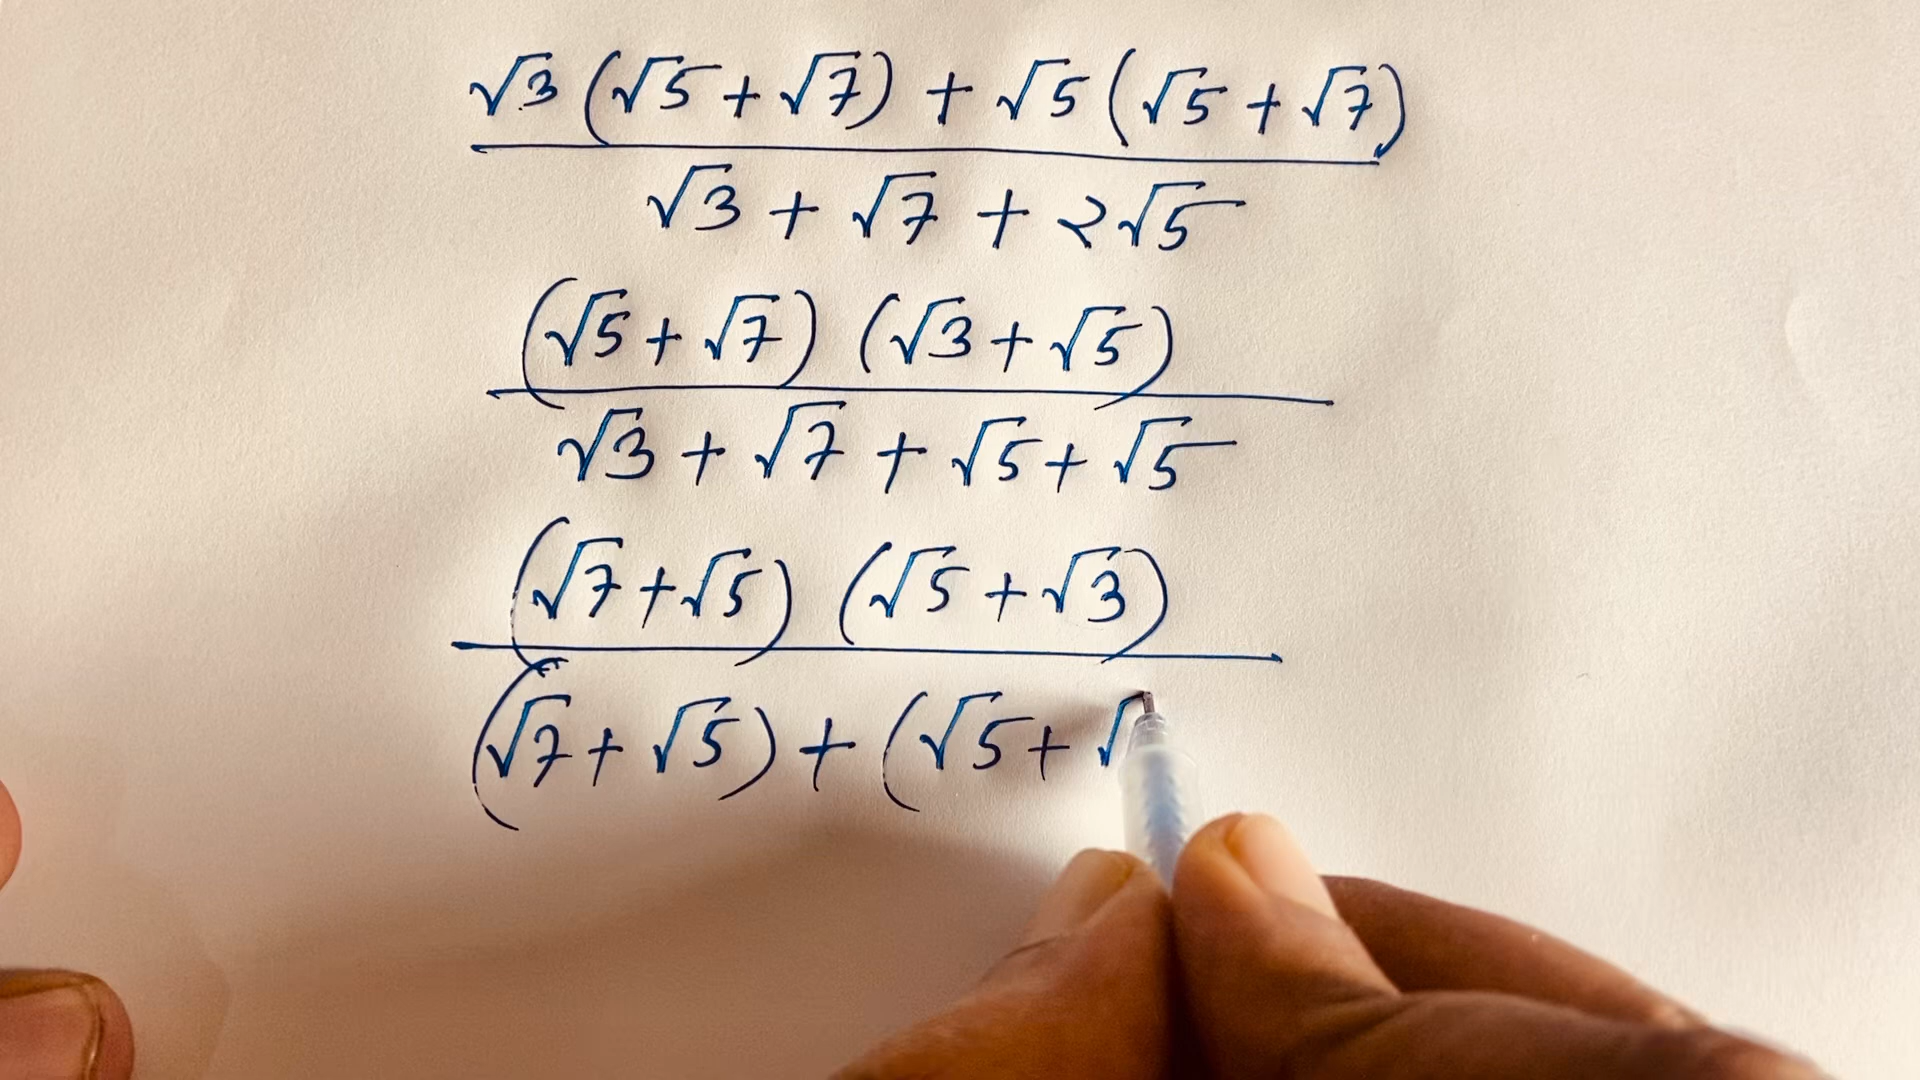 √3 (√5 + √7) + √5 (√5 + √7)
√3 + √7 + 2√5
(√5 + √7) (√3 + √5)
√3 + √7 + √5 + √5
(√7 + √5) (√5 + √3)
(√7 + √5) + (√5 + √